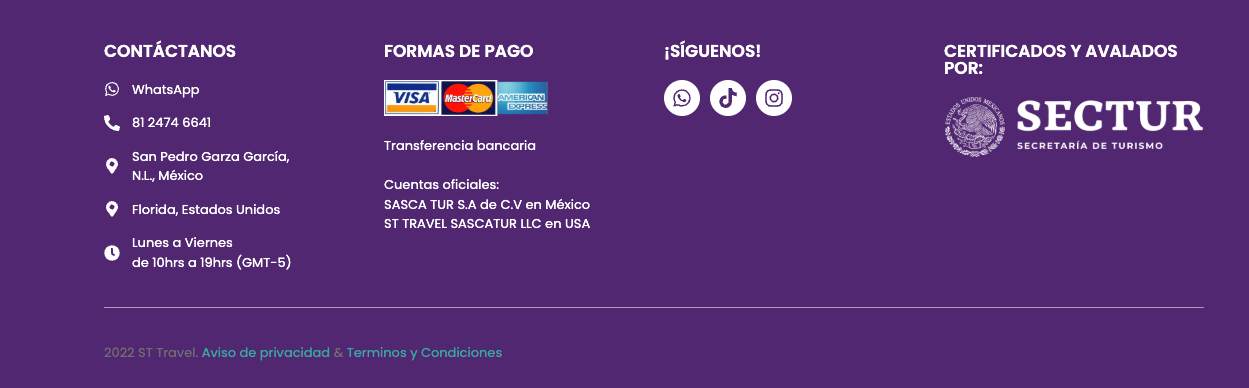 CONTÁCTANOS
WhatsApp
81 2474 6641
San Pedro Garza García,
N.L., México
Florida, Estados Unidos
Lunes a Viernes
de 10hrs a 19hrs (GMT-5)
FORMAS DE PAGO
VISA
MasterCard
AMERICAN
EXPRESS
Transferencia bancaria
Cuentas oficiales:
SASCA TUR S.A de C.V en México
ST TRAVEL SASCATUR LLC en USA
¡SÍGUENOS!
CERTIFICADOS Y AVALADOS
POR:
ESTADOS UNIDOS MEXICANOS
SECTUR
SECRETARÍA DE TURISMO
2022 ST Travel. Aviso de privacidad & Terminos y Condiciones